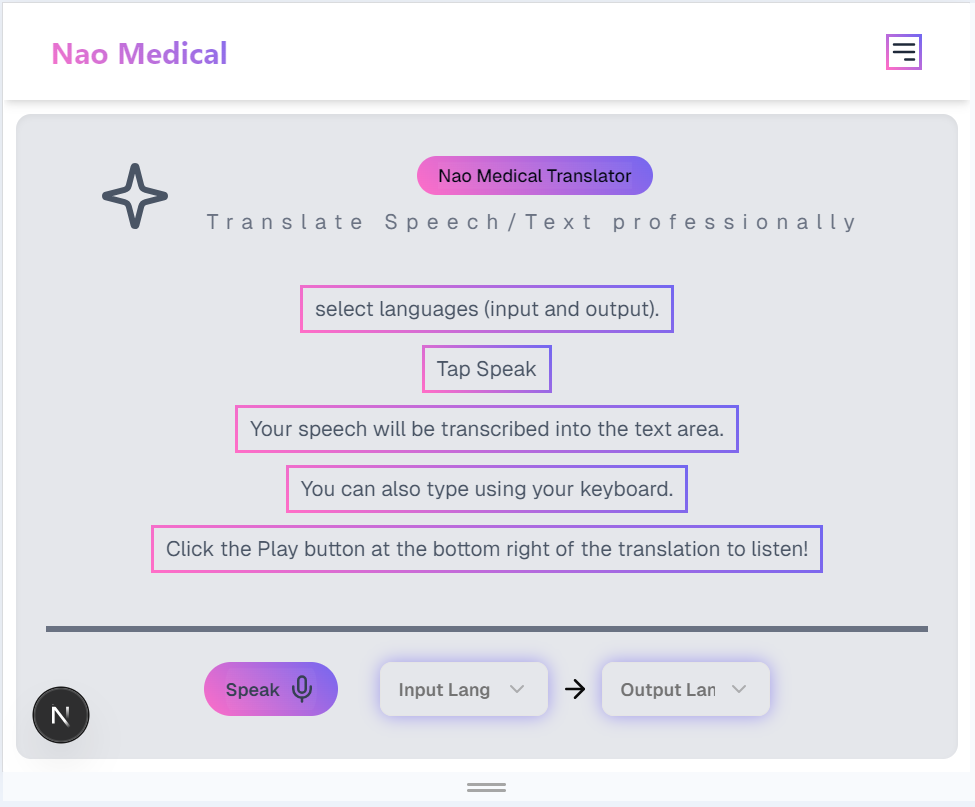 Nao Medical
Nao Medical Translator
Translate Speech/Text professionally
select languages (input and output).
Tap Speak
Your speech will be transcribed into the text area.
You can also type using your keyboard.
Click the Play button at the bottom right of the translation to listen!
Speak
Input Lang
Output Lan
N